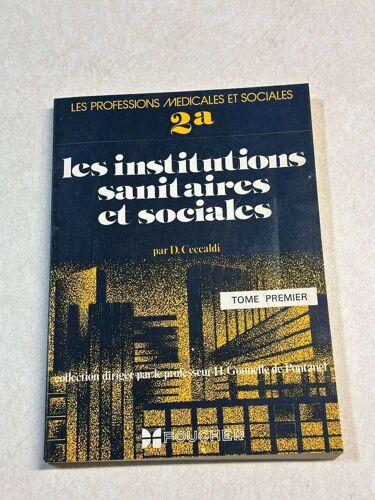 LES PROFESSIONS MEDICALES ET SOCIALES
2a
les institutions
sanitaires
et sociales
par D. Ceccaldi
TOME PREMIER
collection dirigée par le professeur H. Gounelle de Pontanel
FOUCHER